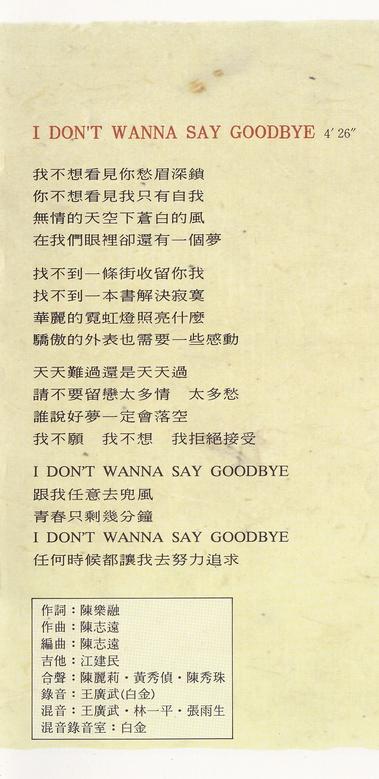 I DON'T WANNA SAY GOODBYE 4'26"
我不想看見你愁眉深鎖
你不想看見我只有自我
無情的天空下蒼白的風
在我們眼裡卻還有一個夢
找不到一條街收留你我
找不到一本書解決寂寞
華麗的霓虹燈照亮什麼
驕傲的外表也需要一些感動
天天難過還是天天過
請不要留戀太多情　太多愁
誰說好夢一定會落空
我不願　我不想　我拒絕接受
I DON'T WANNA SAY GOODBYE
跟我任意去兜風
青春只剩幾分鐘
I DON'T WANNA SAY GOODBYE
任何時候都讓我去努力追求
作詞：陳樂融
作曲：陳志遠
編曲：陳志遠
吉他：江建民
合聲：陳麗莉・黃秀偵・陳秀珠
錄音：王廣武(白金)
混音：王廣武・林一平・張雨生
混音錄音室：白金